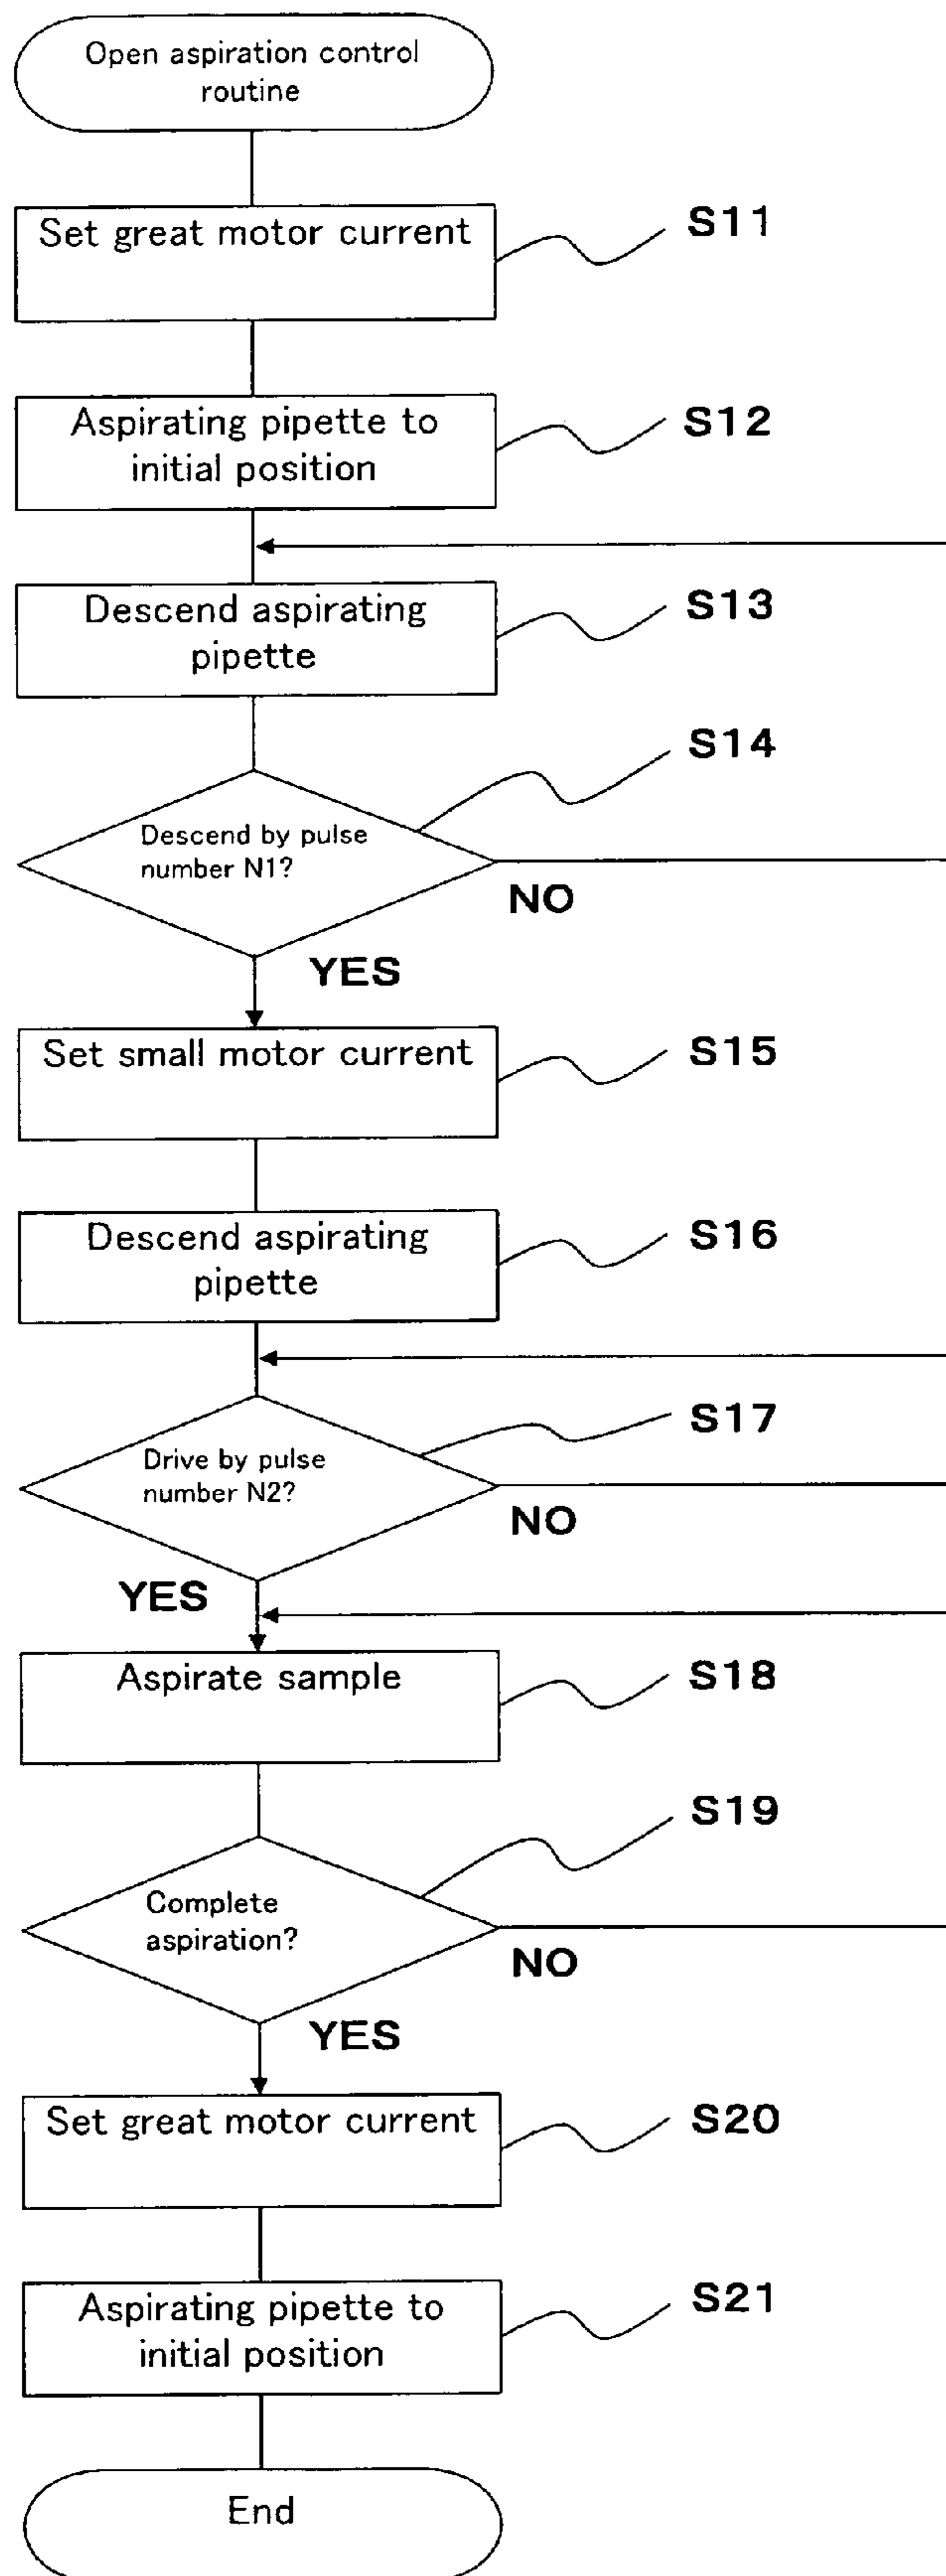 Open aspiration control
routine
Set great motor current
S11
Aspirating pipette to
initial position
S12
Descend aspirating
pipette
S13
S14
Descend by pulse
number N1?
NO
YES
Set small motor current
S15
Descend aspirating
pipette
S16
S17
Drive by pulse
number N2?
NO
YES
Aspirate sample
S18
S19
Complete
aspiration?
NO
YES
Set great motor current
S20
Aspirating pipette to
initial position
S21
End